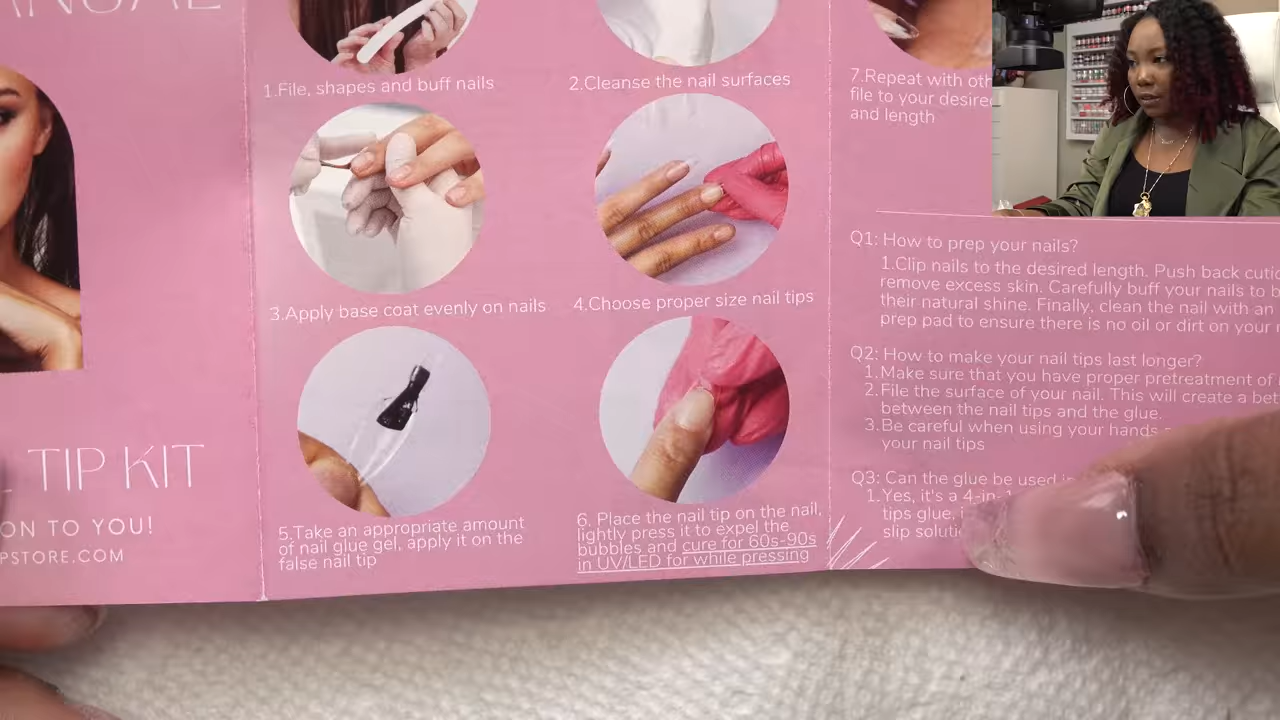 TIP KIT
ON TO YOU!
PSTORE.COM
1.File, shapes and buff nails
2.Cleanse the nail surfaces
3.Apply base coat evenly on nails
4.Choose proper size nail tips
5.Take an appropriate amount
of nail glue gel, apply it on the
false nail tip
6. Place the nail tip on the nail,
lightly press it to expel the
bubbles and cure for 60s-90s
in UV/LED for while pressing
7.Repeat with oth
file to your desired
and length
Q1: How to prep your nails?
1.Clip nails to the desired length. Push back cutic
remove excess skin. Carefully buff your nails to
their natural shine. Finally, clean the nail with an
prep pad to ensure there is no oil or dirt on your
Q2: How to make your nail tips last longer?
1.Make sure that you have proper pretreatment of
2.File the surface of your nail. This will create a bet
between the nail tips and the glue.
3.Be careful when using your hands
your nail tips
Q3: Can the glue be used
1.Yes, it's a 4-in-1
tips glue,
slip soluti